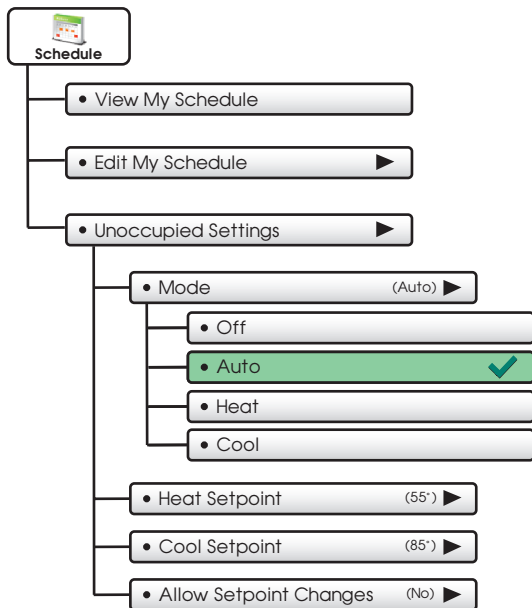 Schedule
• View My Schedule
• Edit My Schedule
• Unoccupied Settings
• Mode (Auto)
• Off
• Auto
• Heat
• Cool
• Heat Setpoint (55°)
• Cool Setpoint (85°)
• Allow Setpoint Changes (No)